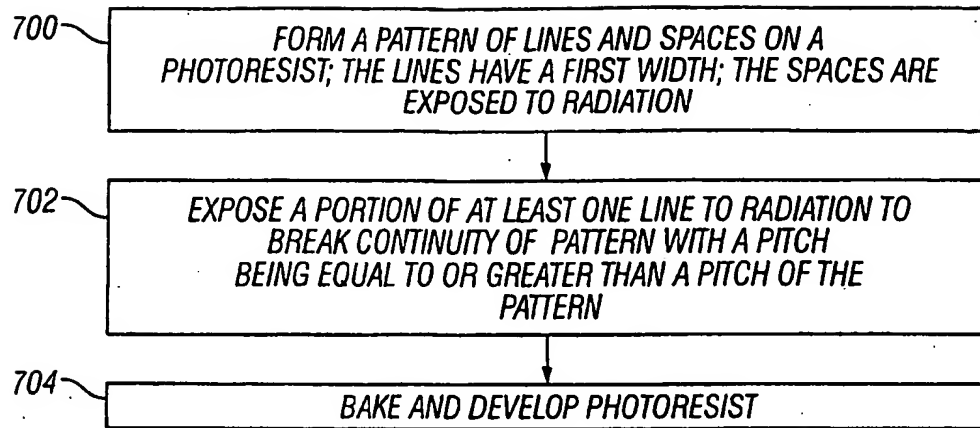 700
FORM A PATTERN OF LINES AND SPACES ON A
PHOTORESIST; THE LINES HAVE A FIRST WIDTH; THE SPACES ARE
EXPOSED TO RADIATION
702
EXPOSE A PORTION OF AT LEAST ONE LINE TO RADIATION TO
BREAK CONTINUITY OF PATTERN WITH A PITCH
BEING EQUAL TO OR GREATER THAN A PITCH OF THE
PATTERN
704
BAKE AND DEVELOP PHOTORESIST